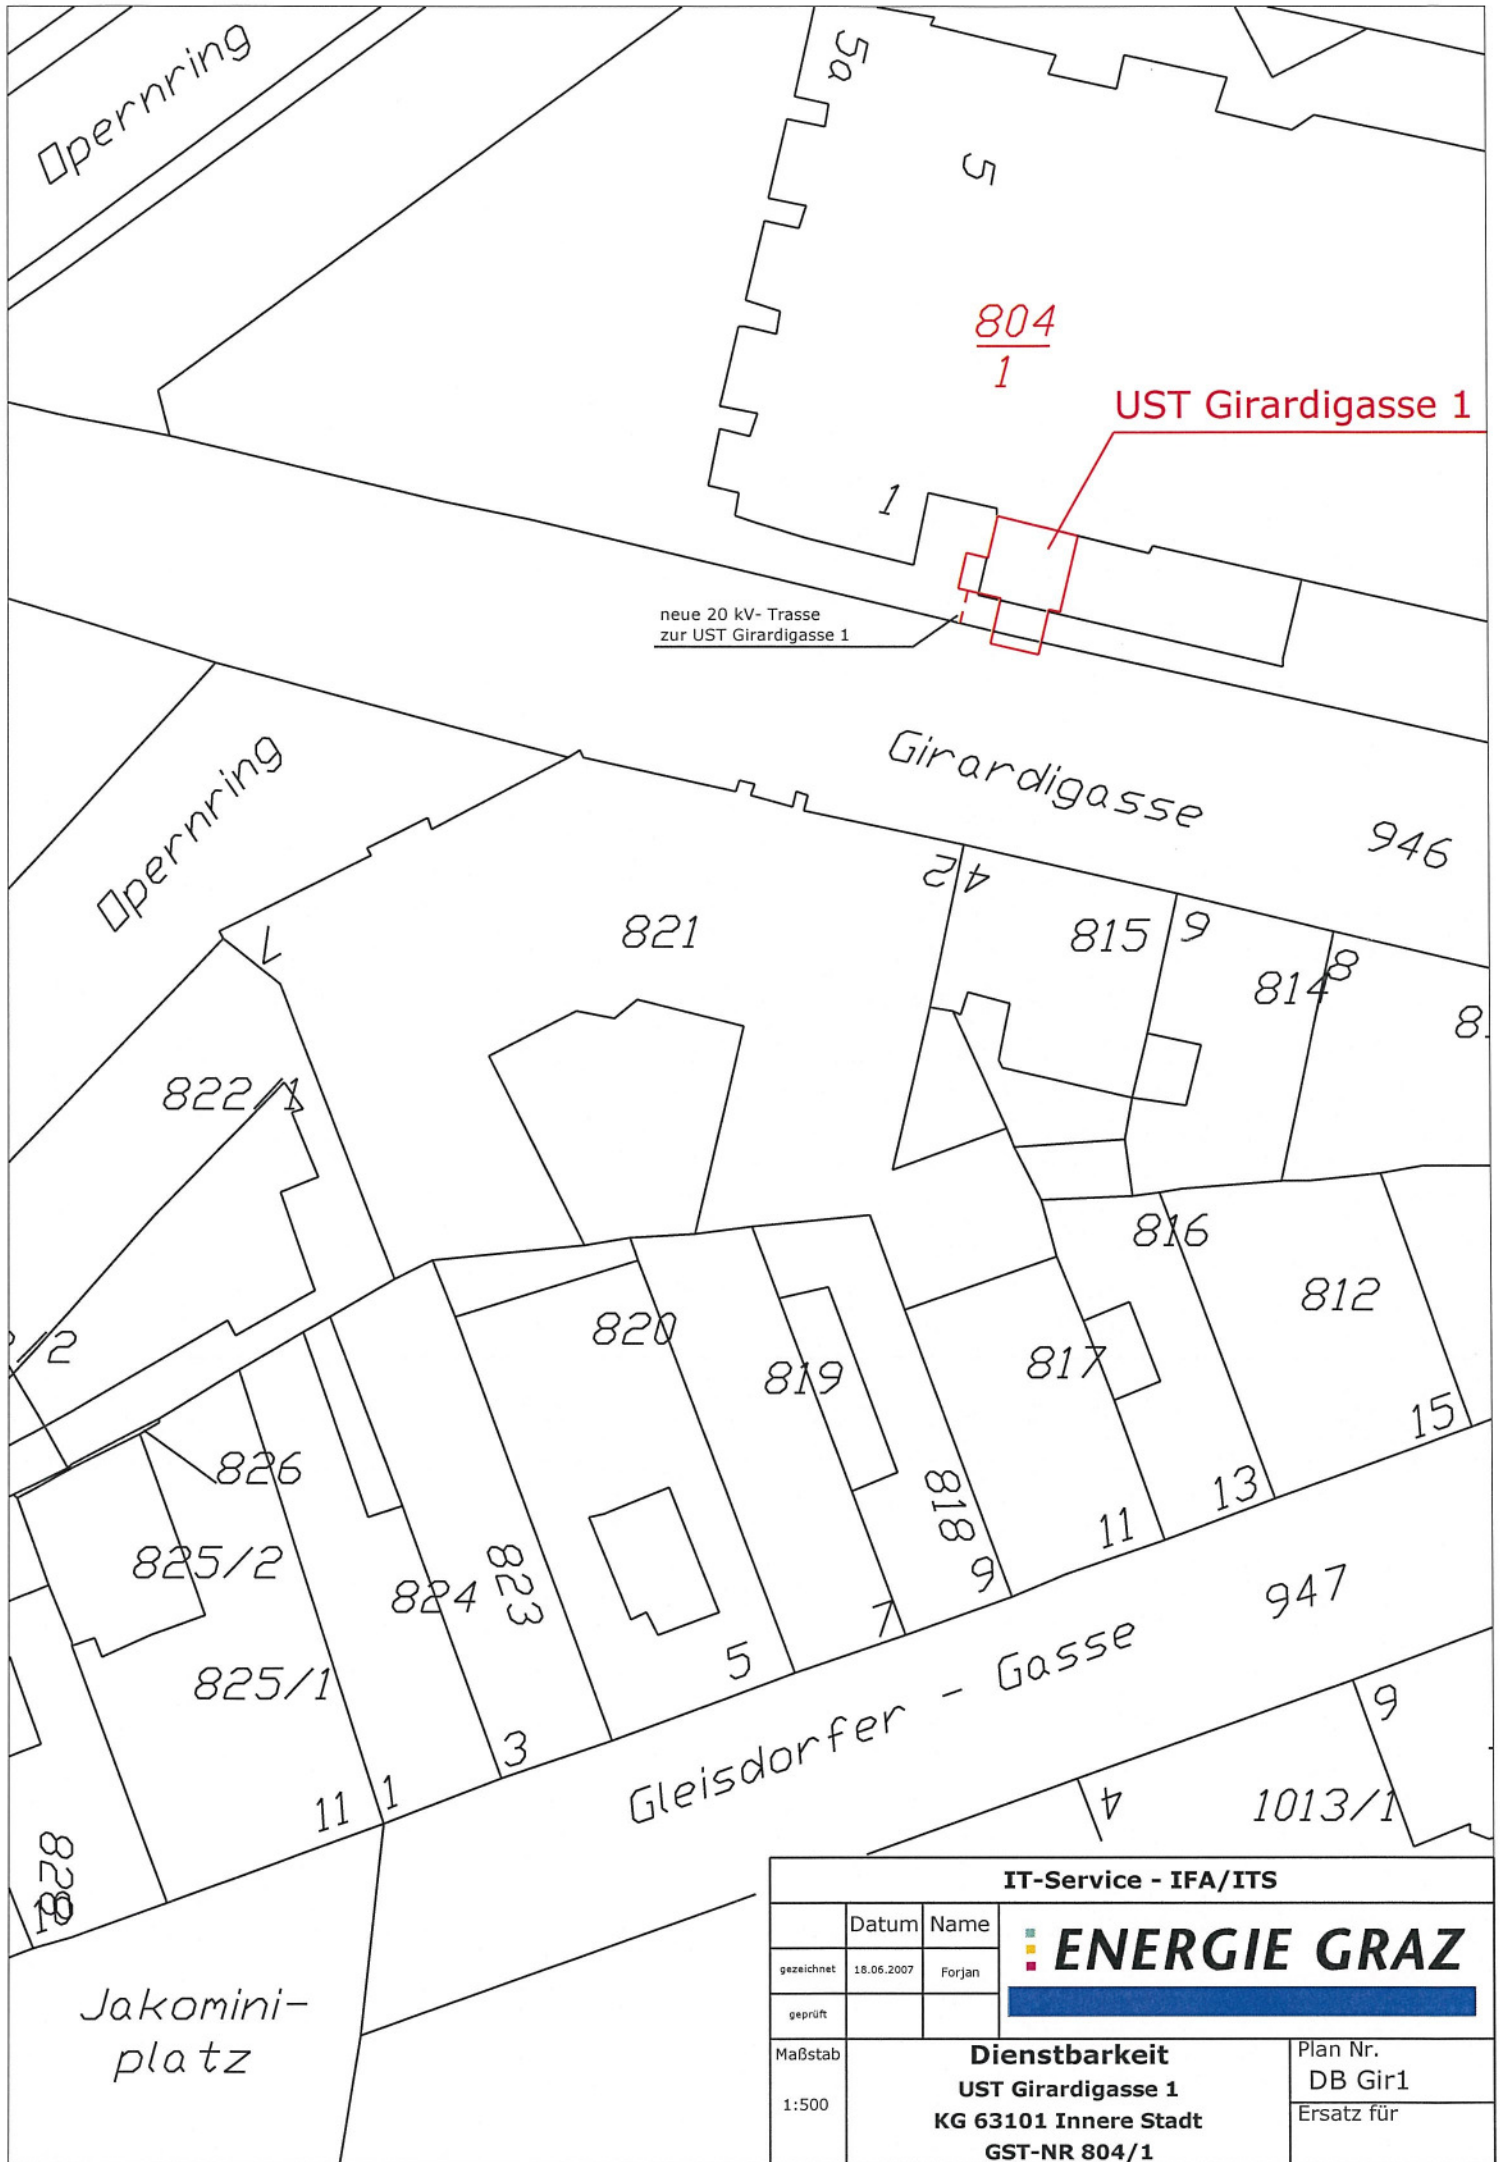 Opernring
5a
5
804
1
UST Girardigasse 1
1
neue 20 kV- Trasse
zur UST Girardigasse 1
Girardigasse
946
Opernring
7
821
2
4
815
6
814
8
8
822/1
2
816
812
820
819
817
15
826
13
818
11
825/2
824
823
9
947
7
825/1
5
Gleisdorfer - Gasse
3
6
1
11
4
1013/1
828
10
Jakomini-
platz
IT-Service - IFA/ITS
Datum Name
gezeichnet 18.06.2007 Forjan
ENERGIE GRAZ
geprüft
Maßstab
1:500
Dienstbarkeit
UST Girardigasse 1
KG 63101 Innere Stadt
GST-NR 804/1
Plan Nr.
DB Gir1
Ersatz für